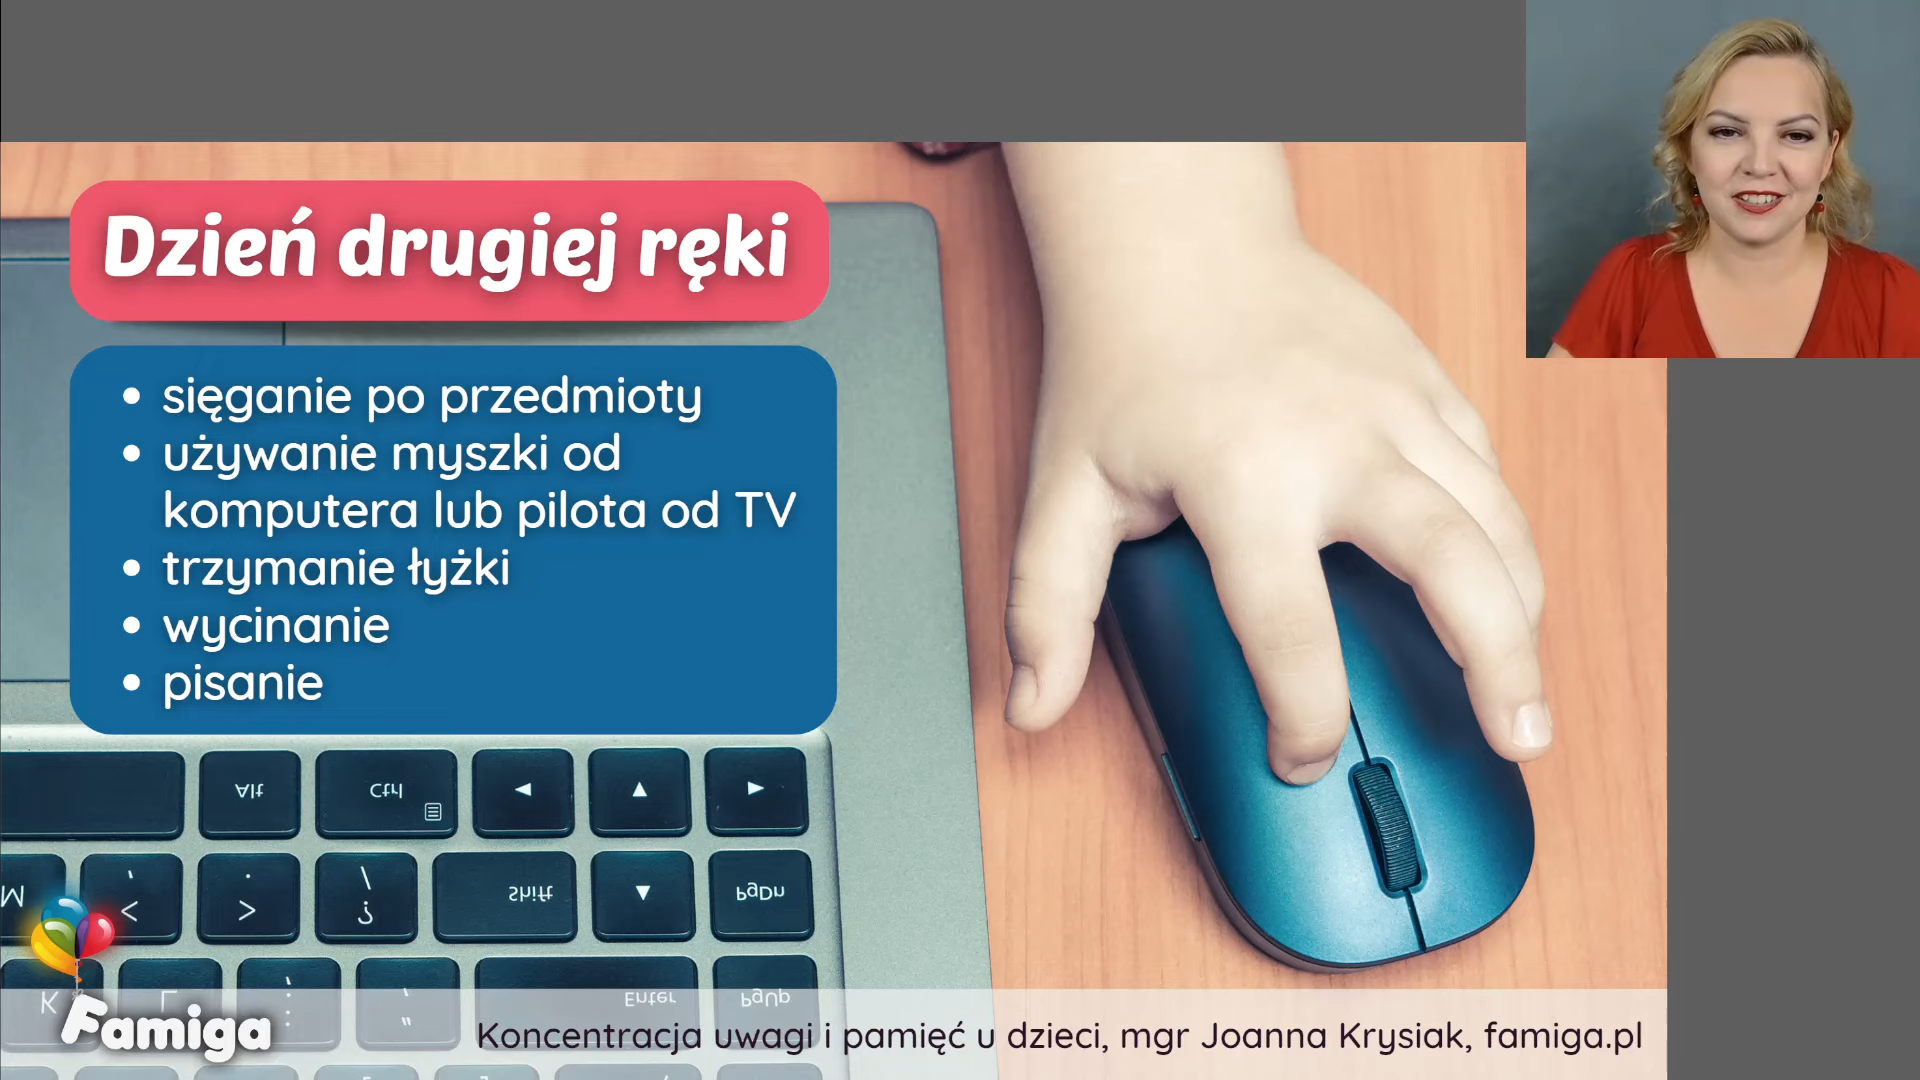 Dzień drugiej ręki
• sięganie po przedmioty
• używanie myszki od
komputera lub pilota od TV
• trzymanie łyżki
• wycinanie
• pisanie
Alt Ctrl ◄ ▲ ►
M , < . > / ? Shift ▼ PgDn
K L : ; ' " Enter PgUp
Famiga
Koncentracja uwagi i pamięć u dzieci, mgr Joanna Krysiak, famiga.pl